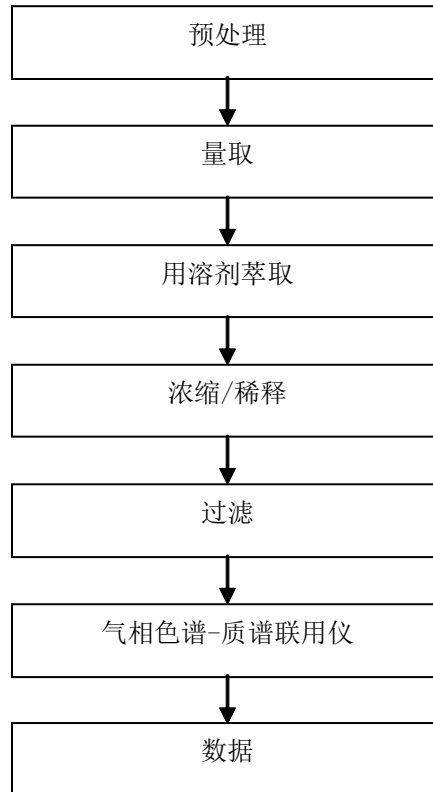 预处理
量取
用溶剂萃取
浓缩/稀释
过滤
气相色谱-质谱联用仪
数据